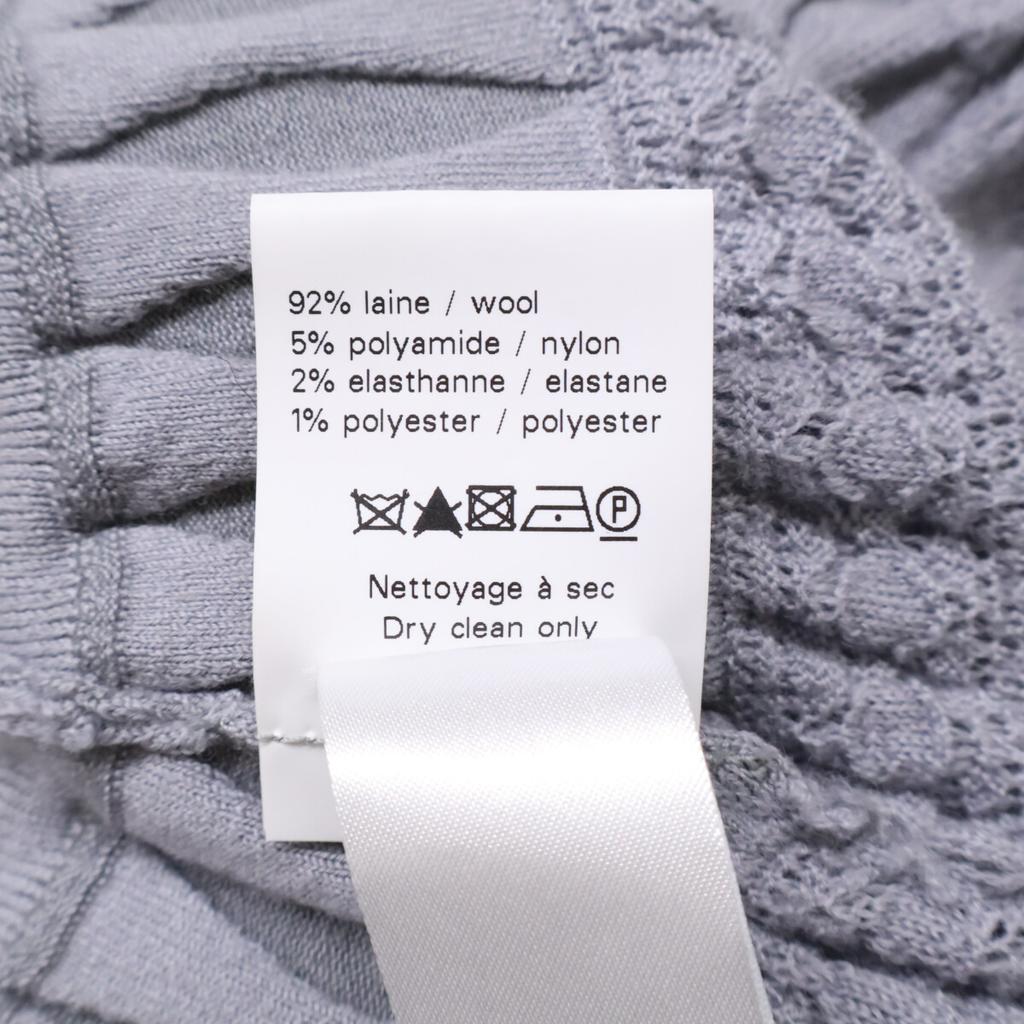 92% laine / wool
5% polyamide / nylon
2% elasthanne / elastane
1% polyester / polyester
P
Nettoyage à sec
Dry clean only